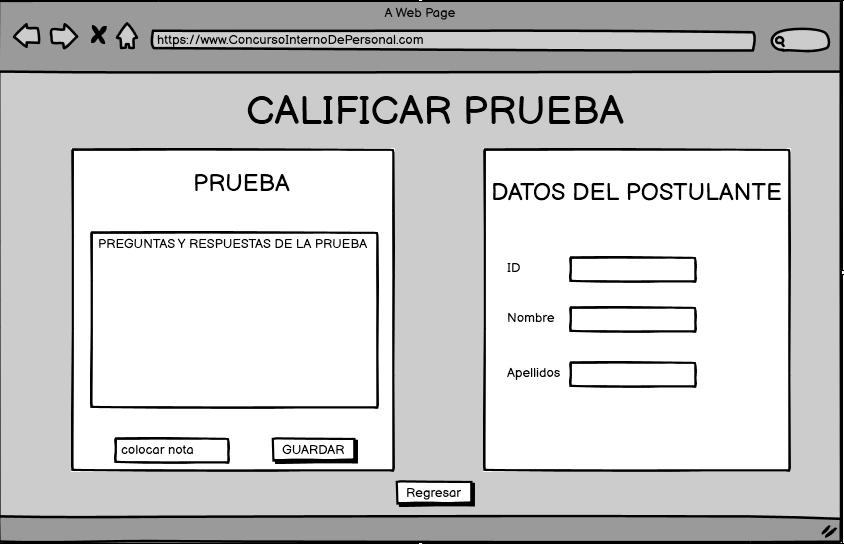 A Web Page
https://www.ConcursoInternoDePersonal.com
CALIFICAR PRUEBA
PRUEBA
PREGUNTAS Y RESPUESTAS DE LA PRUEBA
colocar nota
GUARDAR
DATOS DEL POSTULANTE
ID
Nombre
Apellidos
Regresar